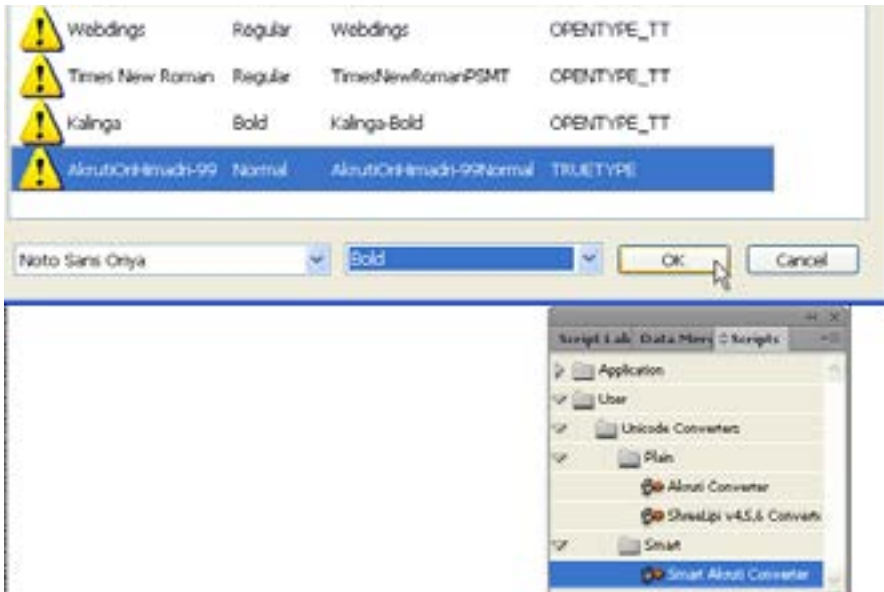 Webdings Regular Webdings OPENTYPE_TT
Times New Roman Regular TimesNewRomanPSMT OPENTYPE_TT
Kalinga Bold Kalinga-Bold OPENTYPE_TT
AkrutiOriHimadri-99 Normal AkrutiOriHimadri-99Normal TRUETYPE
Noto Sans Oriya Bold OK Cancel
Script Lab Data Merg Scripts
Application
User
Unicode Converters
Plain
Akruti Converter
ShreeLipi v4,5,6 Converte
Smart
Smart Akruti Converter